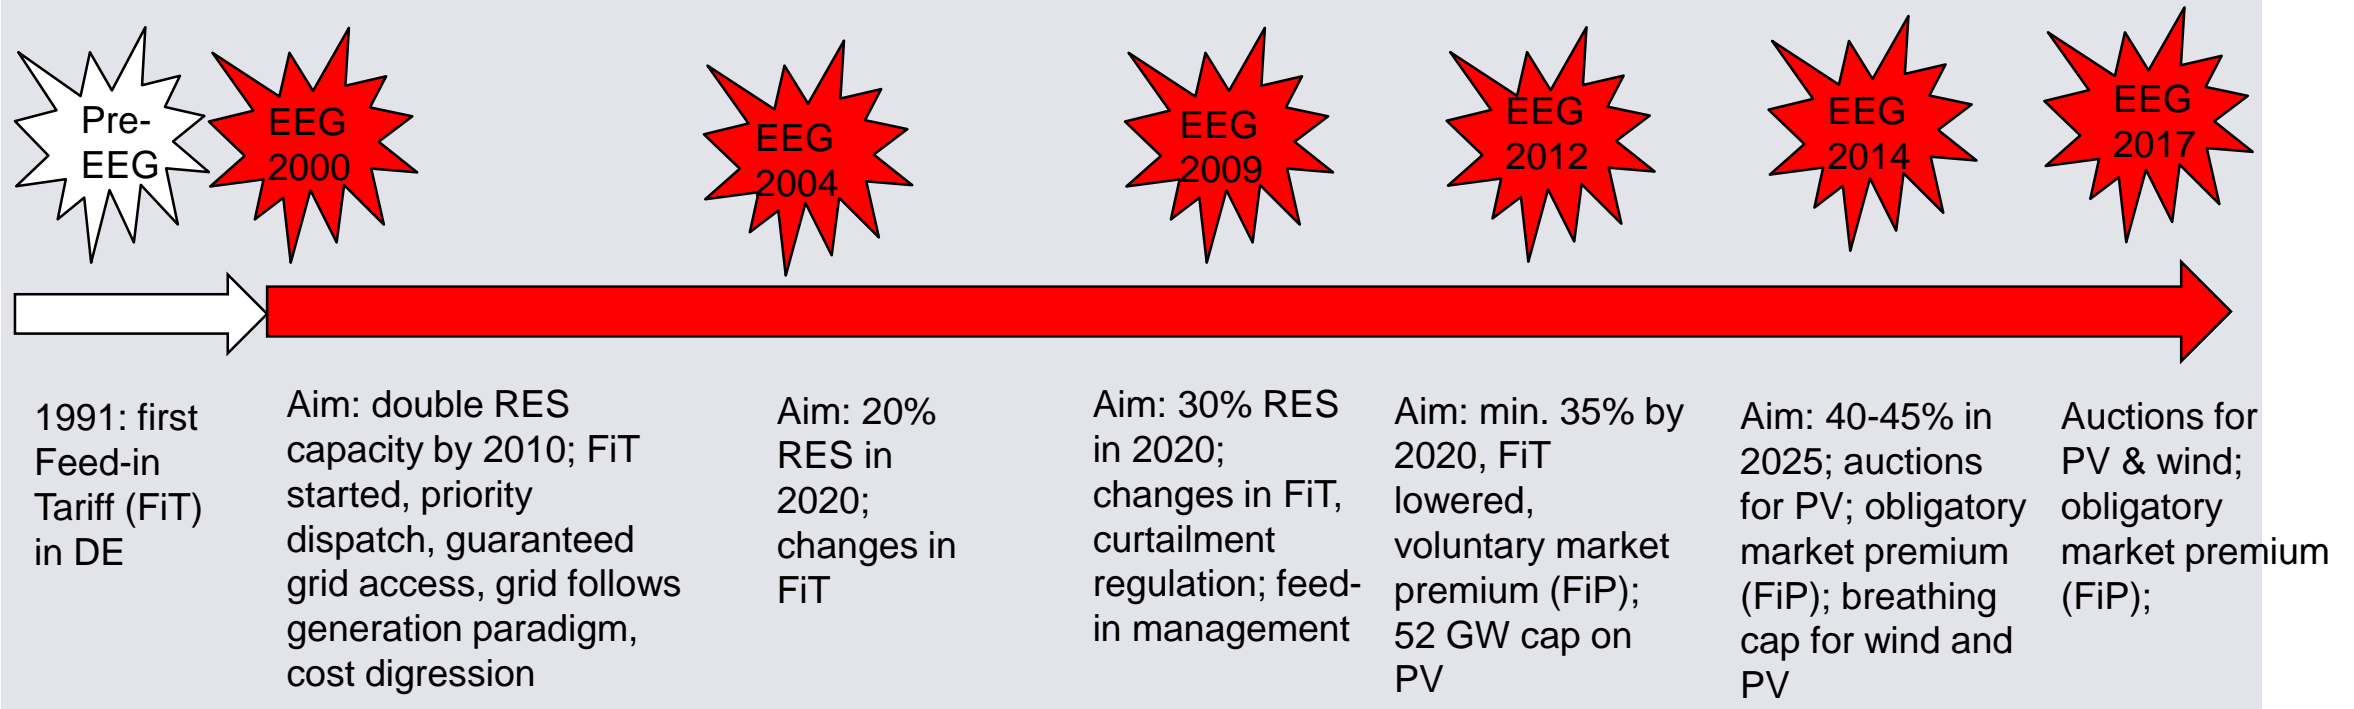 Pre-
EEG
EEG
2000
EEG
2004
EEG
2009
EEG
2012
EEG
2014
EEG
2017
1991: first
Feed-in
Tariff (FiT)
in DE
Aim: double RES
capacity by 2010; FiT
started, priority
dispatch, guaranteed
grid access, grid follows
generation paradigm,
cost digression
Aim: 20%
RES in
2020;
changes in
FiT
Aim: 30% RES
in 2020;
changes in FiT,
curtailment
regulation; feed-
in management
Aim: min. 35% by
2020, FiT
lowered,
voluntary market
premium (FiP);
52 GW cap on
PV
Aim: 40-45% in
2025; auctions
for PV; obligatory
market premium
(FiP); breathing
cap for wind and
PV
Auctions for
PV & wind;
obligatory
market premium
(FiP);